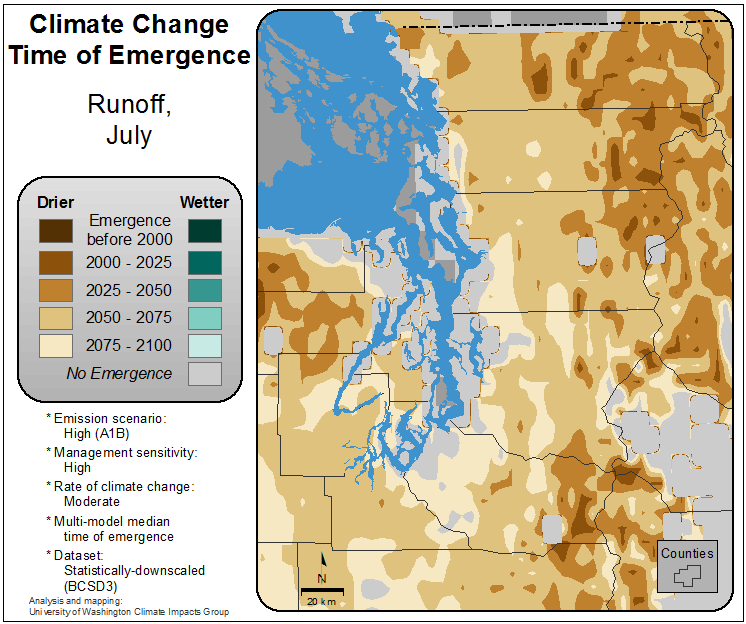 Climate Change
Time of Emergence
Runoff,
July
Drier
Wetter
Emergence
before 2000
2000 - 2025
2025 - 2050
2050 - 2075
2075 - 2100
No Emergence
* Emission scenario:
High (A1B)
* Management sensitivity:
High
* Rate of climate change:
Moderate
* Multi-model median
time of emergence
* Dataset:
Statistically-downscaled
(BCSD3)
Analysis and mapping:
University of Washington Climate Impacts Group
N
20 km
Counties